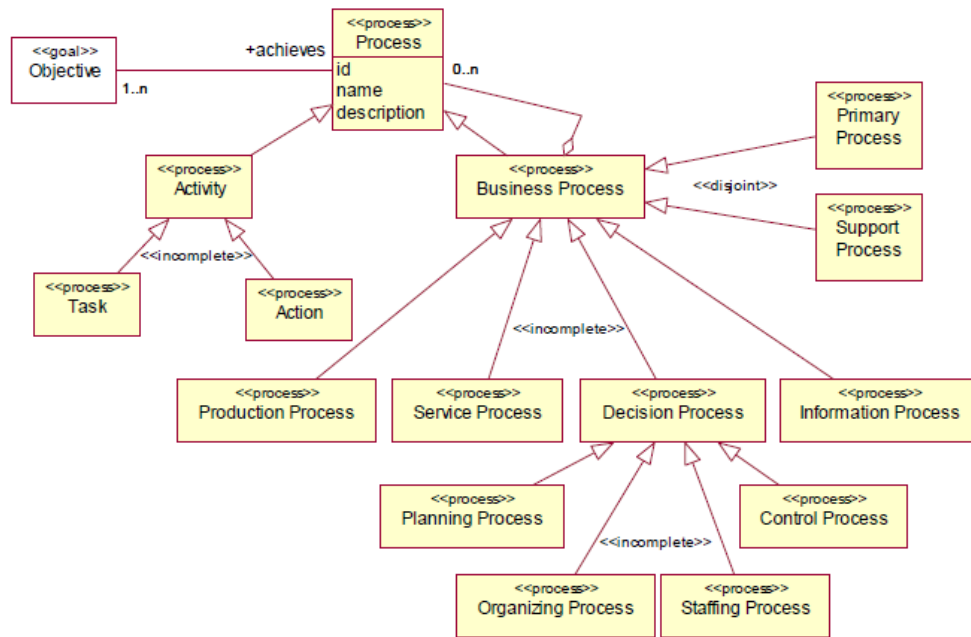 <<process>>
Process
id
name
description
<<goal>>
Objective
+achieves
1..n
0..n
<<process>>
Activity
<<process>>
Business Process
<<process>>
Primary
Process
<<disjoint>>
<<process>>
Support
Process
<<incomplete>>
<<process>>
Task
<<process>>
Action
<<incomplete>>
<<process>>
Production Process
<<process>>
Service Process
<<process>>
Decision Process
<<process>>
Information Process
<<process>>
Planning Process
<<process>>
Control Process
<<incomplete>>
<<process>>
Organizing Process
<<process>>
Staffing Process